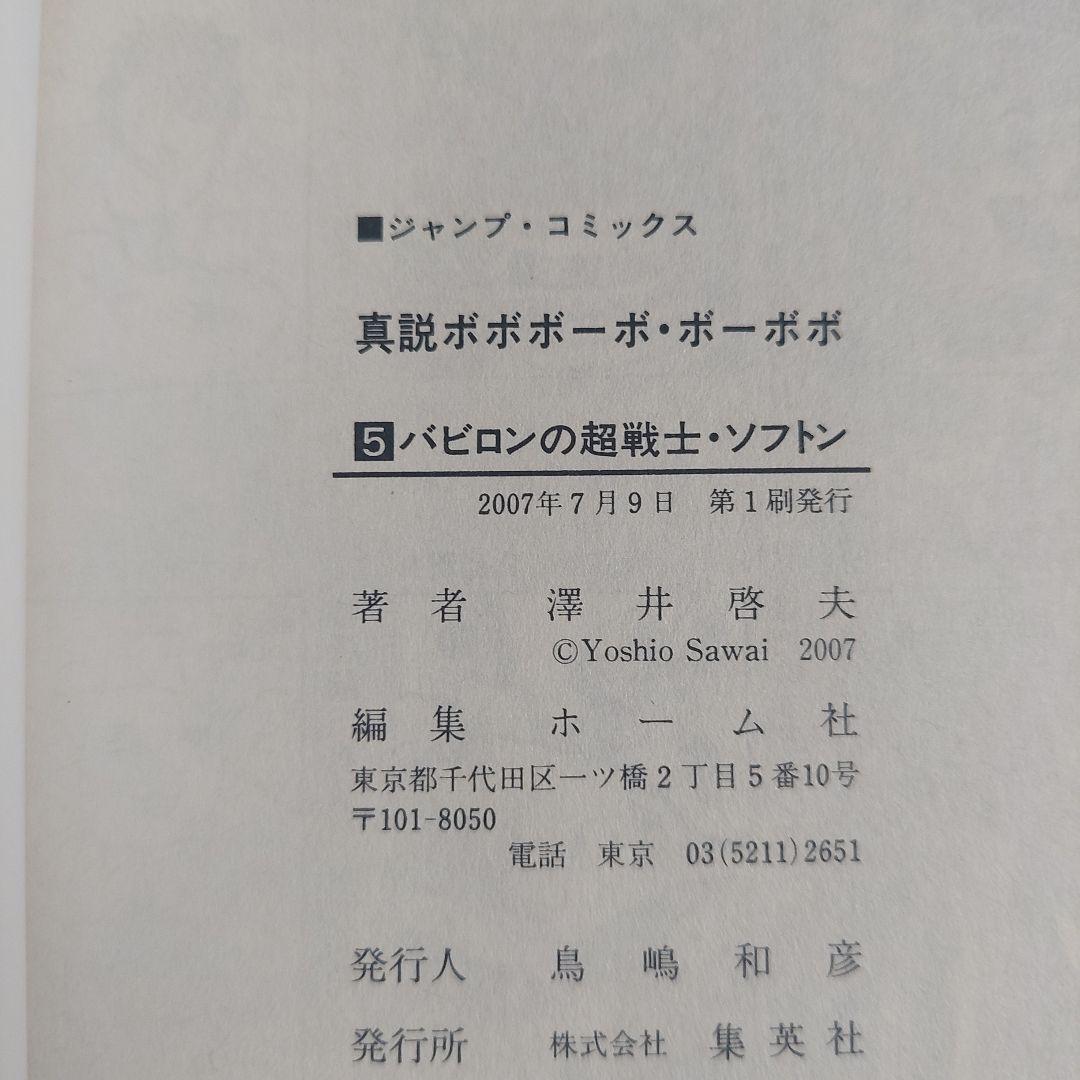 ■ジャンプ・コミックス
真説ボボボーボ・ボーボボ
5バビロンの超戦士・ソフトン
2007年7月9日 第1刷発行
著者 澤井啓夫
©Yoshio Sawai 2007
編集 ホーム社
東京都千代田区一ツ橋2丁目5番10号
〒101-8050
電話 東京 03(5211)2651
発行人 鳥嶋和彦
発行所 株式会社 集英社